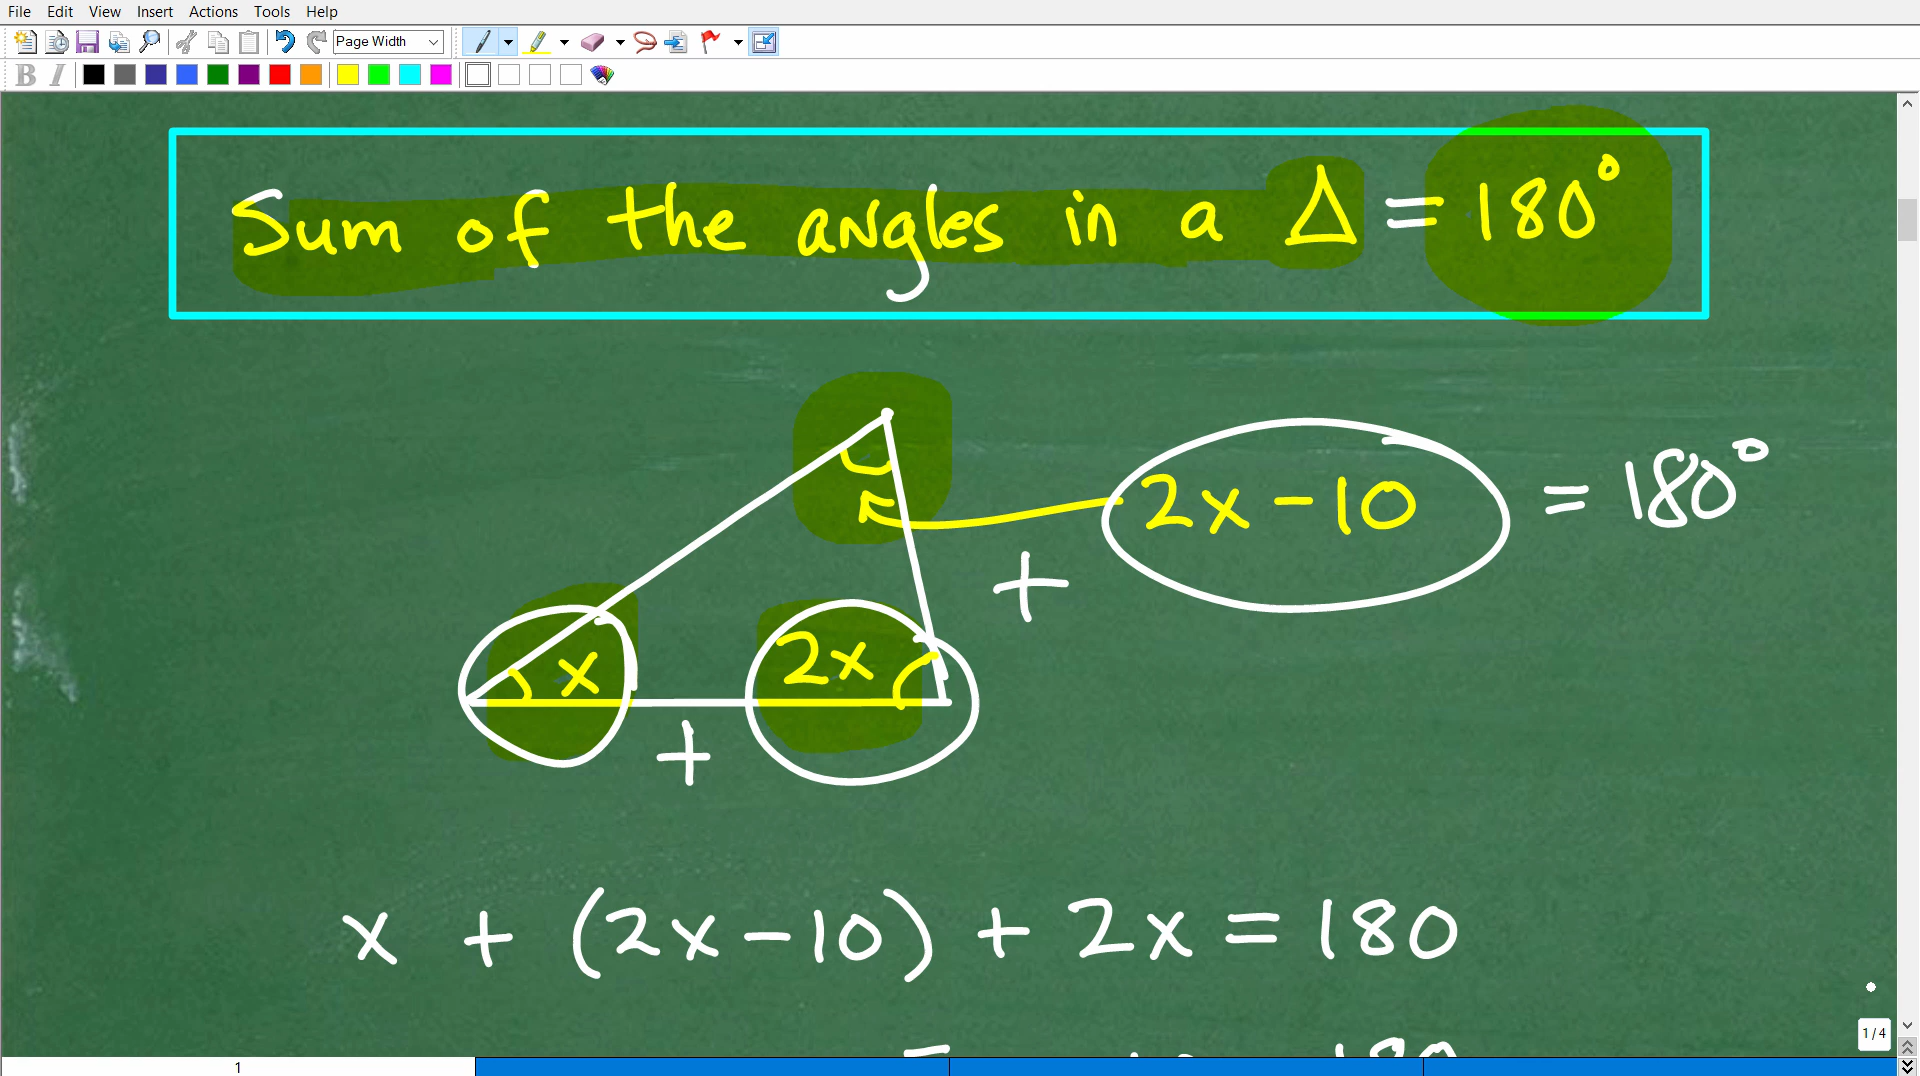 File Edit View Insert Actions Tools Help
Page Width
B I
Sum of the angles in a Δ = 180°
2x - 10 = 180°
+
x 2x
+
x + (2x - 10) + 2x = 180
1 / 4
1